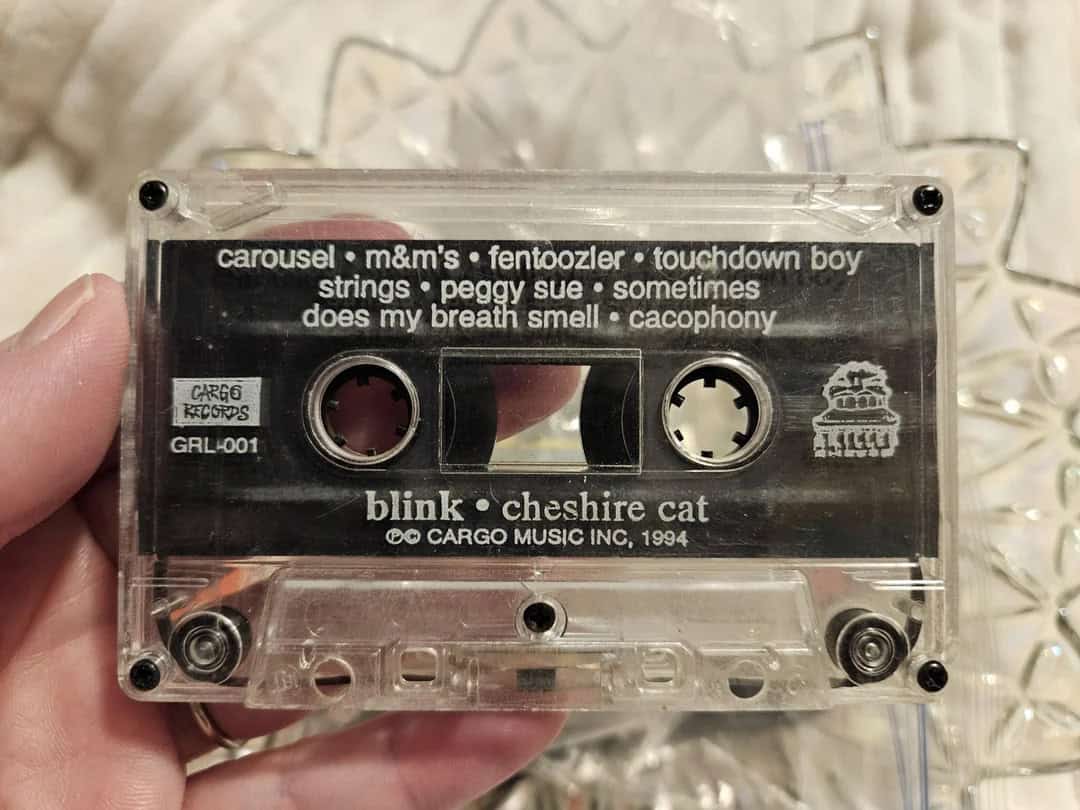 carousel • m&m's • fentoozler • touchdown boy
strings • peggy sue • sometimes
does my breath smell • cacophony
CARGO
RECORDS
GRL-001
GRILLED
blink • cheshire cat
℗© CARGO MUSIC INC, 1994